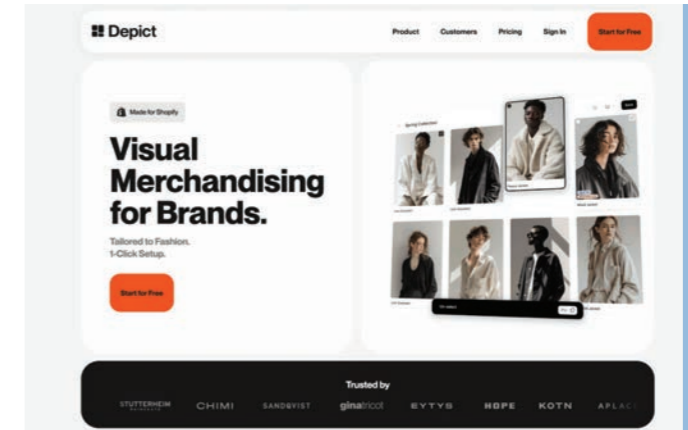 Depict
Product Customers Pricing Sign In Start for Free
Made for Shopify
Visual
Merchandising
for Brands.
Tailored to Fashion.
1-Click Setup.
Start for Free
Spring Collection
Trusted by
STUTTERHEIM
CHIMI
SANDQVIST
ginatricot
EYTYS
HOPE
KOTN
APLAC